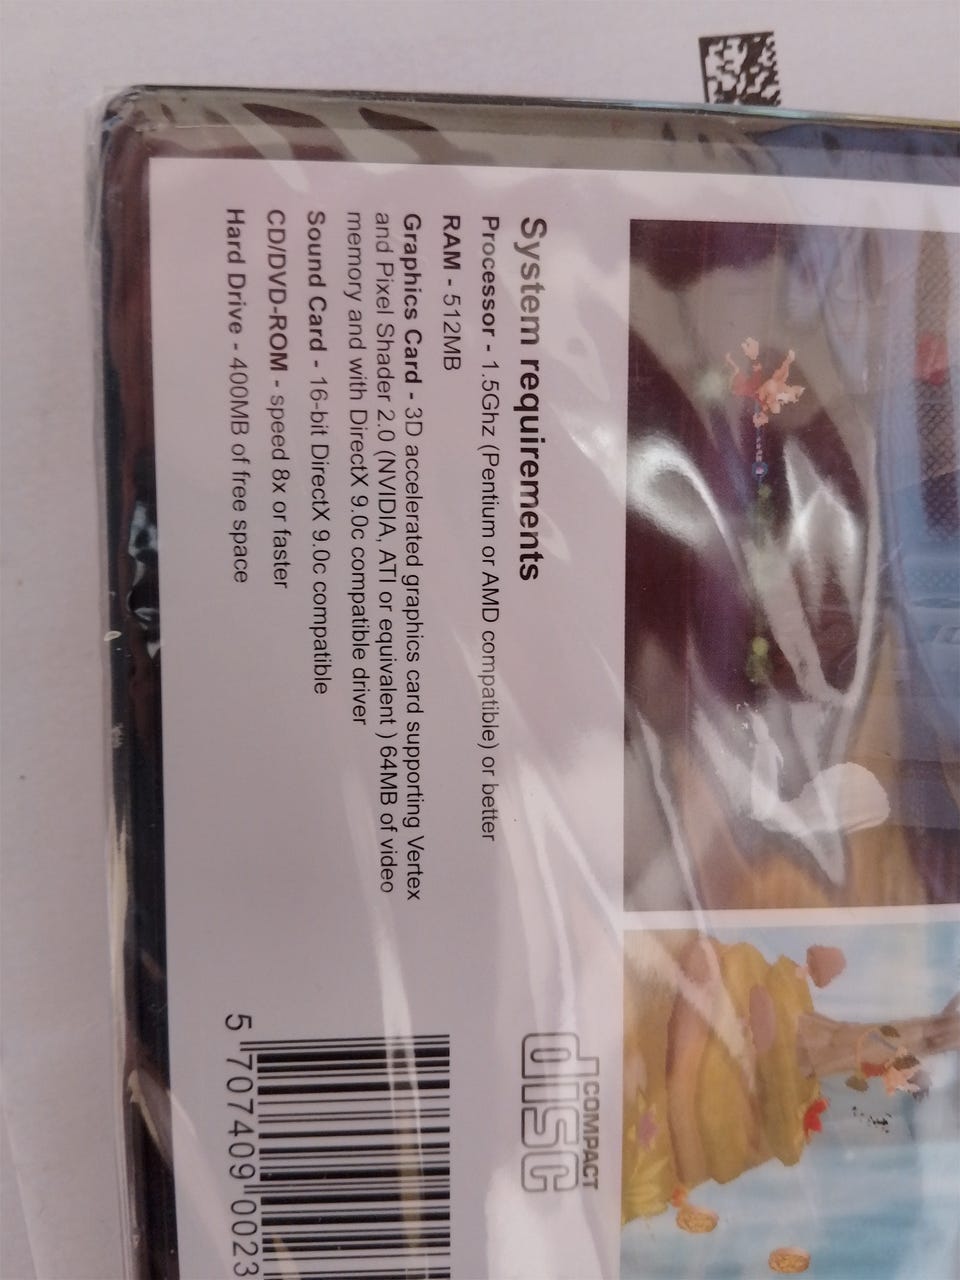 System requirements
Processor - 1.5Ghz (Pentium or AMD compatible) or better
RAM - 512MB
Graphics Card - 3D accelerated graphics card supporting Vertex
and Pixel Shader 2.0 (NVIDIA, ATI or equivalent ) 64MB of video
memory and with DirectX 9.0c compatible driver
Sound Card - 16-bit DirectX 9.0c compatible
CD/DVD-ROM - speed 8x or faster
Hard Drive - 400MB of free space
COMPACT
disc
5 707409 0023